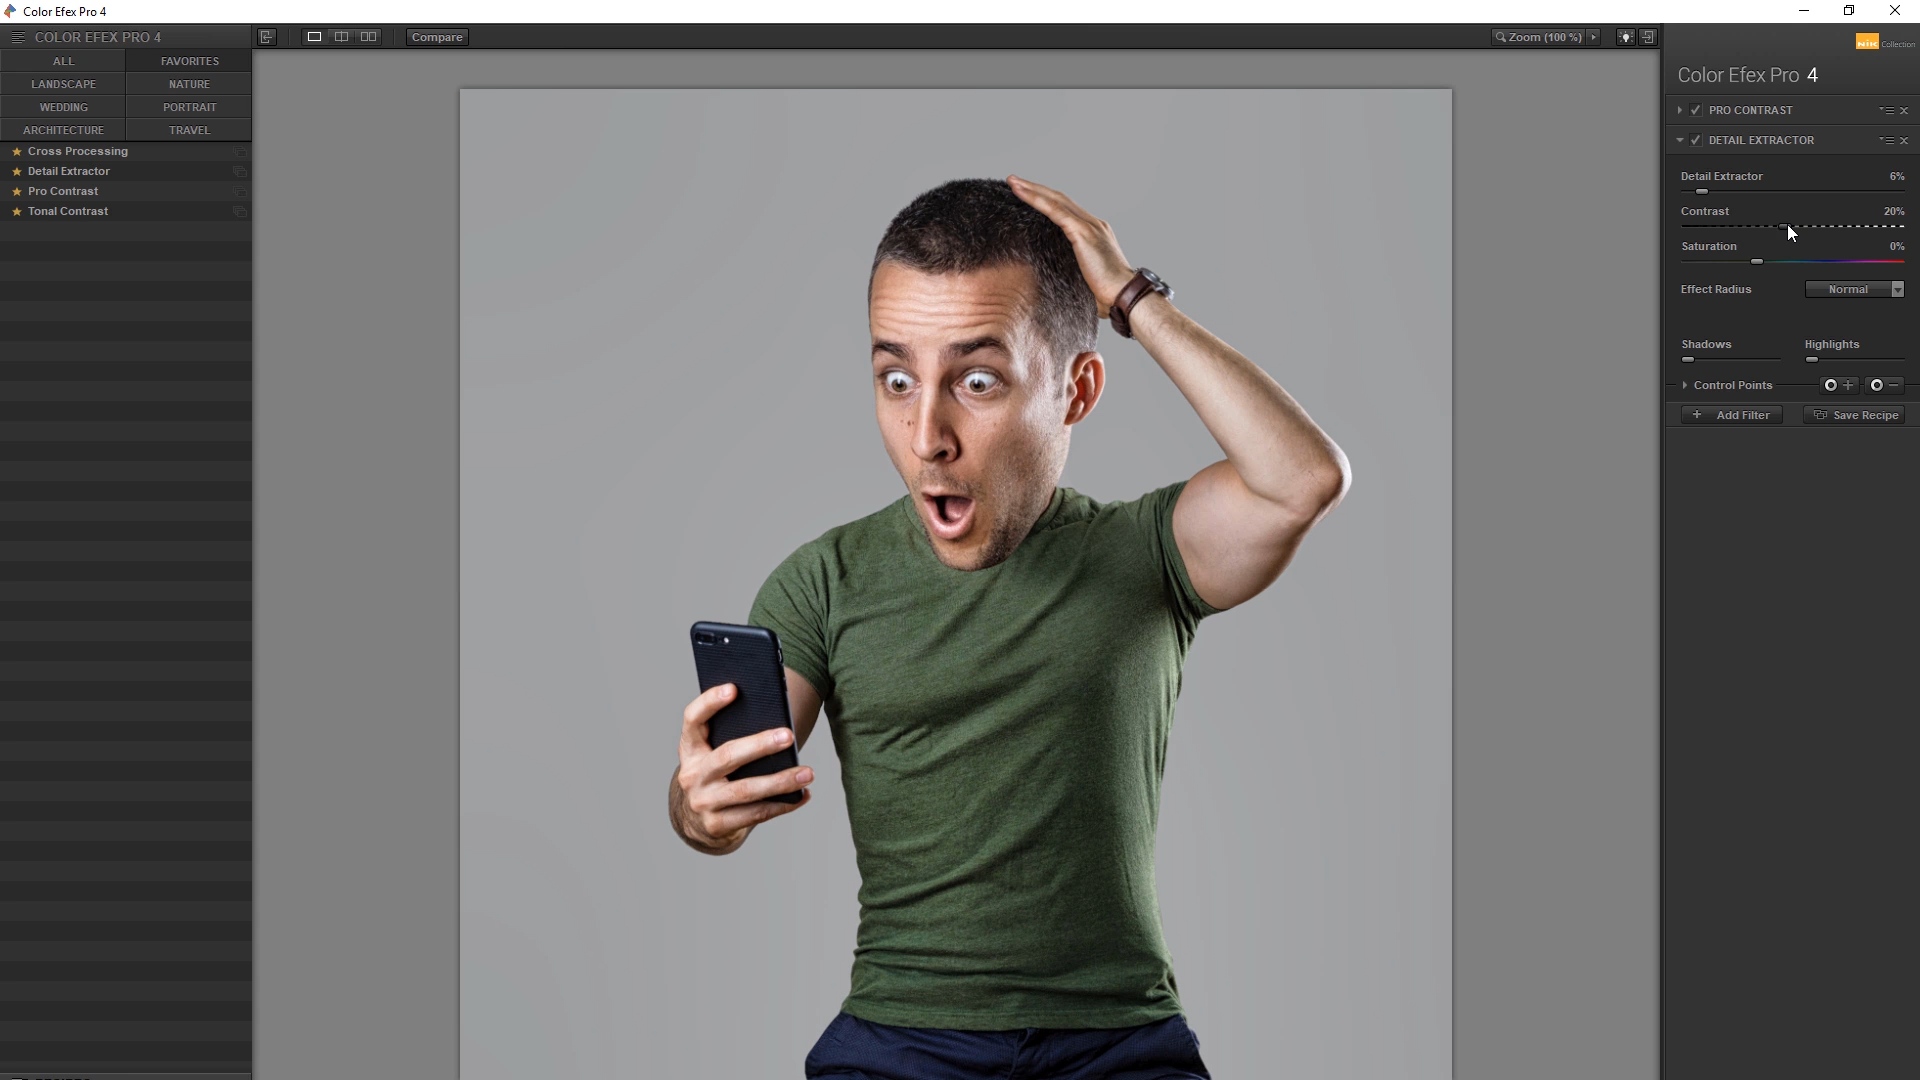 Color Efex Pro 4
COLOR EFEX PRO 4
Compare
Zoom (100 %)
ALL
FAVORITES
LANDSCAPE
NATURE
WEDDING
PORTRAIT
ARCHITECTURE
TRAVEL
Cross Processing
Detail Extractor
Pro Contrast
Tonal Contrast
Nik Collection
Color Efex Pro 4
PRO CONTRAST
DETAIL EXTRACTOR
Detail Extractor 6%
Contrast 20%
Saturation 0%
Effect Radius Normal
Shadows Highlights
Control Points
Add Filter Save Recipe